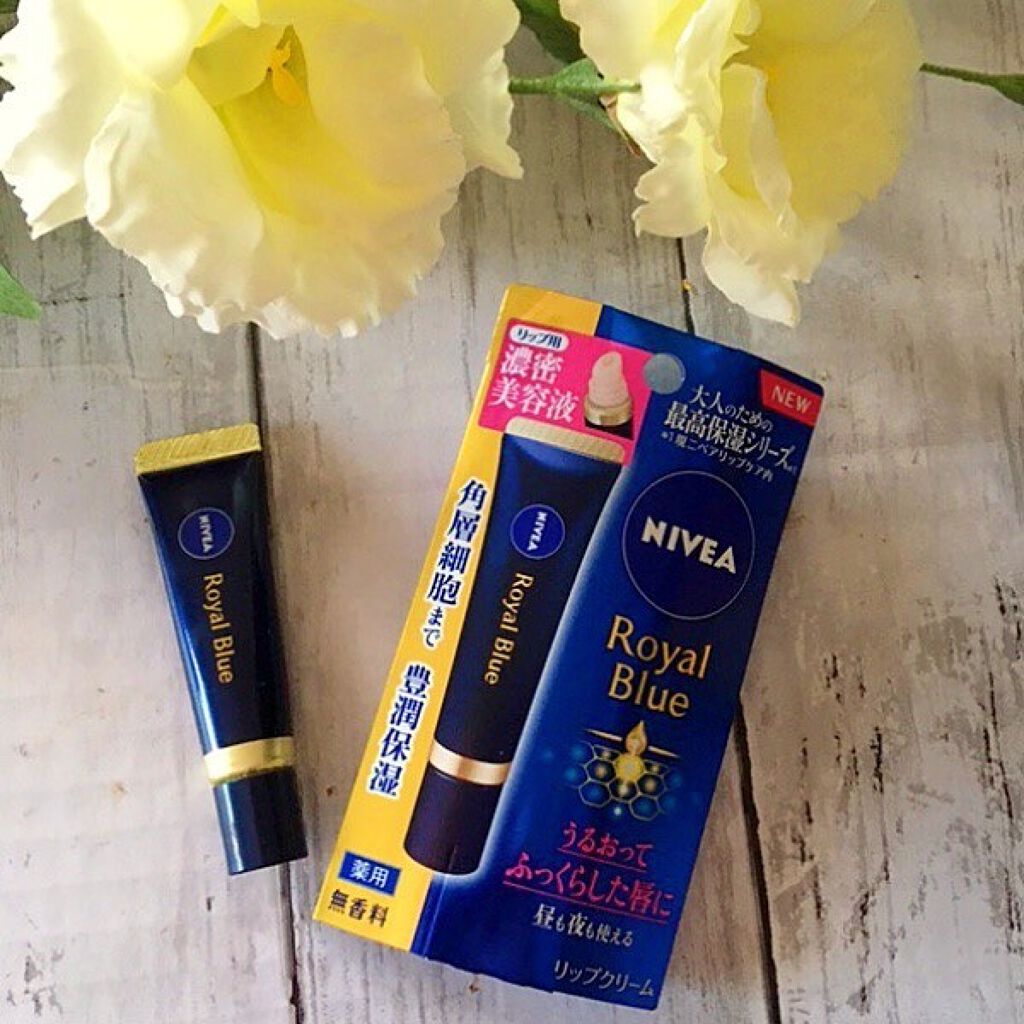 NIVEA
Royal Blue
リップ用
濃密
美容液
NEW
大人のための
最高保湿シリーズ
NIVEA
Royal Blue
角層細胞まで 豊潤保湿
NIVEA
Royal
Blue
うるおって
ふっくらした唇に
昼も夜も使える
薬用
無香料
リップクリーム